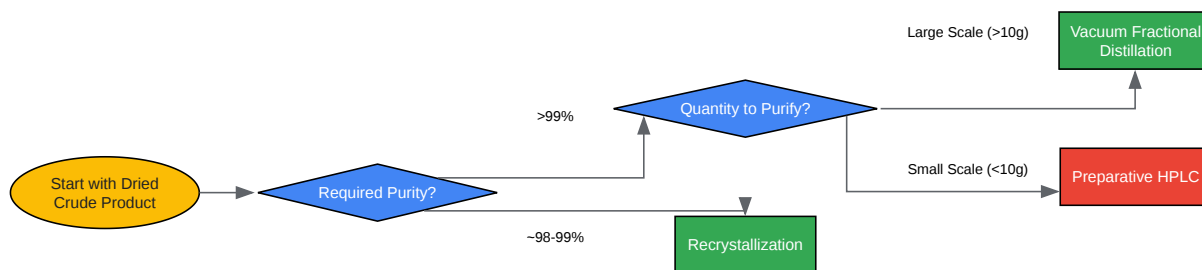 Start with Dried
Crude Product
Required Purity?
>99%
~98-99%
Quantity to Purify?
Recrystallization
Large Scale (>10g)
Small Scale (<10g)
Vacuum Fractional
Distillation
Preparative HPLC